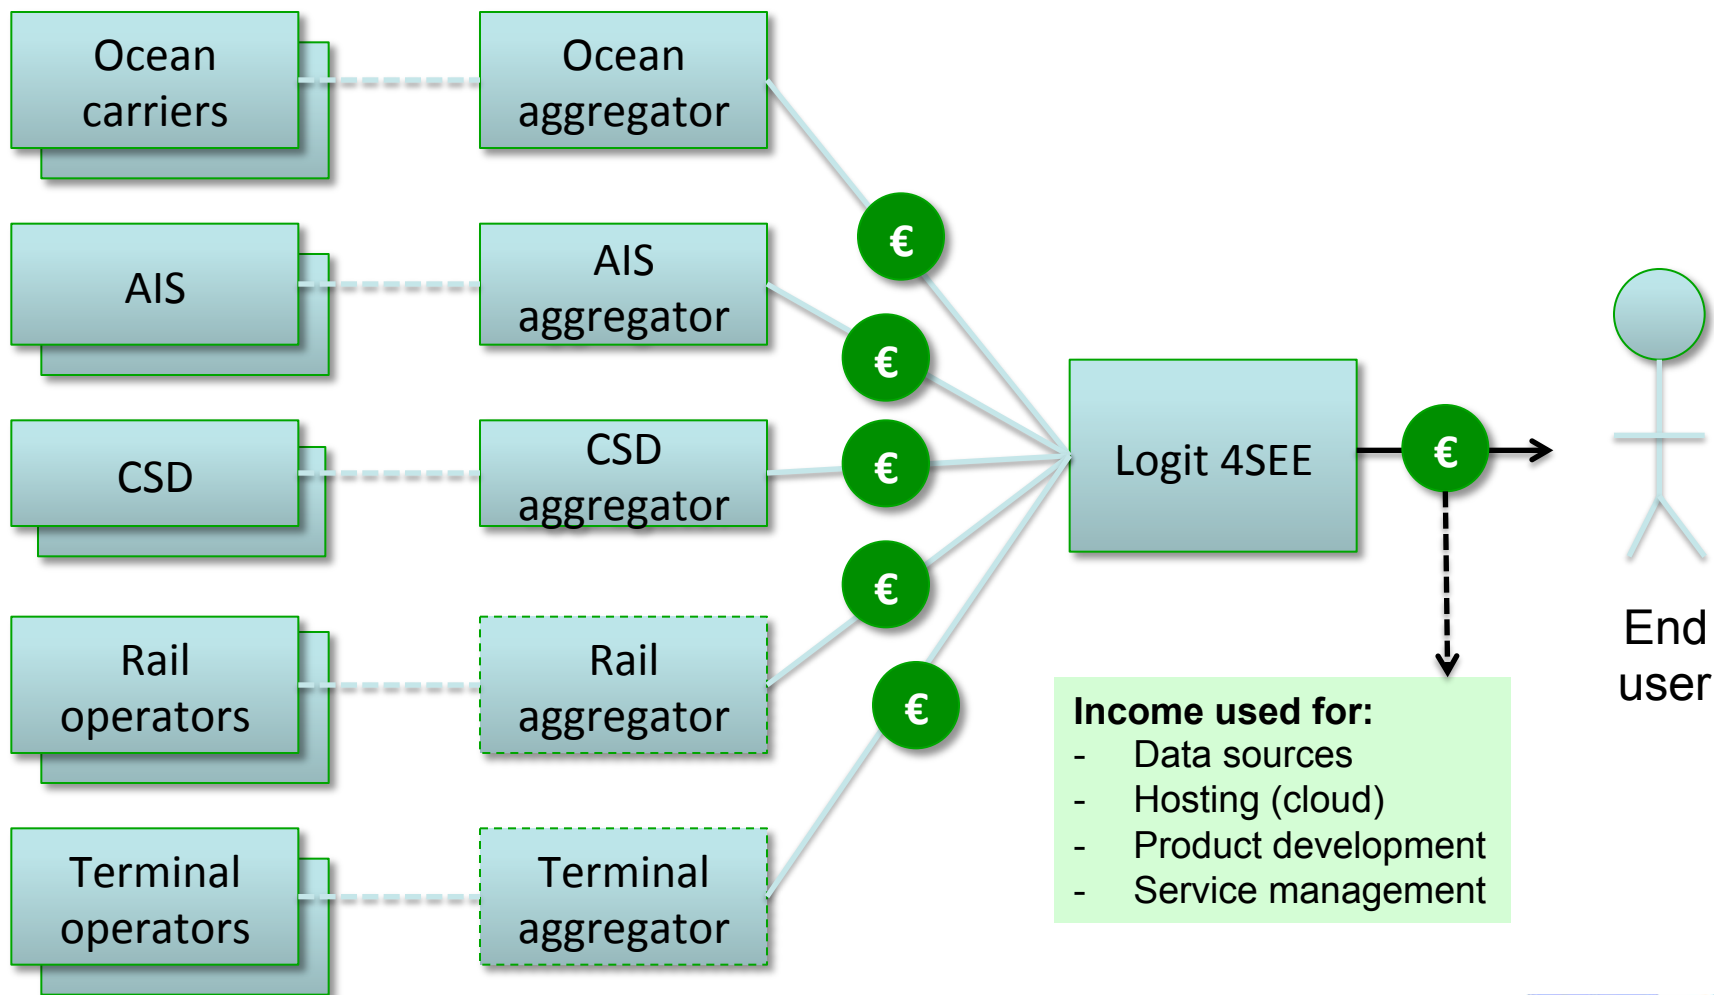 Ocean
carriers
Ocean
aggregator
€
AIS
AIS
aggregator
€
CSD
CSD
aggregator
€
Logit 4SEE
€
Rail
operators
Rail
aggregator
€
End
user
Terminal
operators
Terminal
aggregator
€
Income used for:
- Data sources
- Hosting (cloud)
- Product development
- Service management